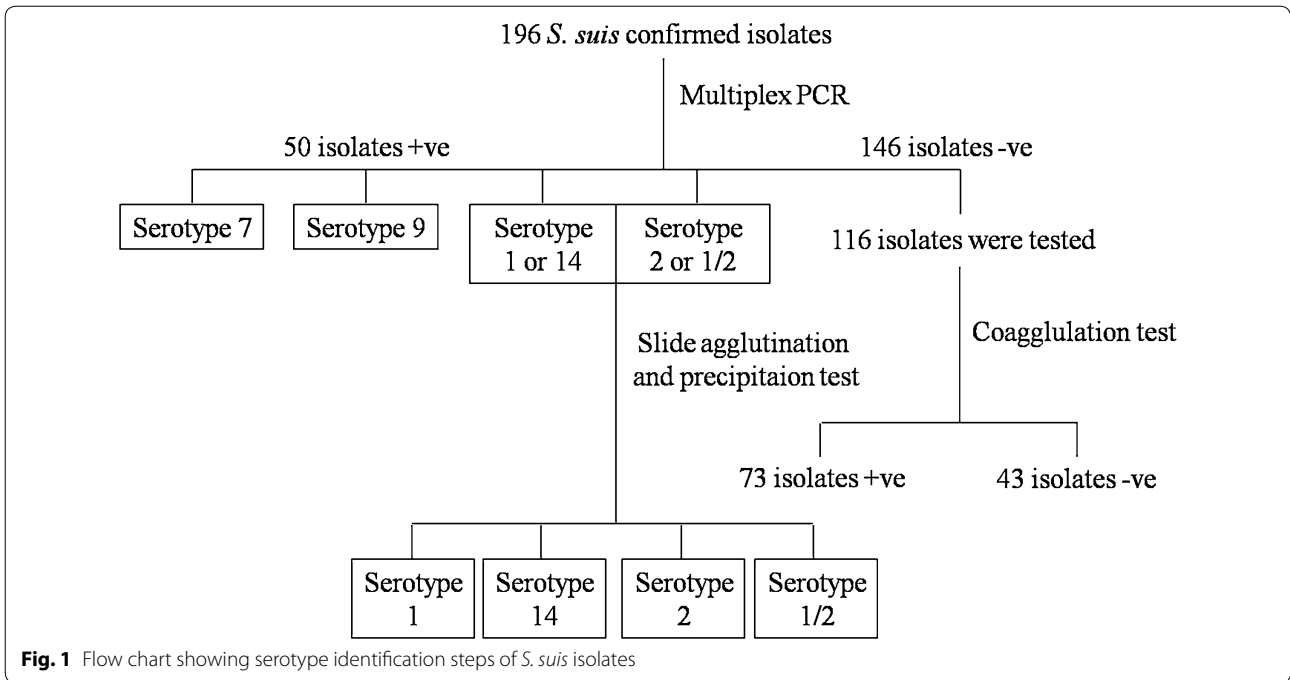 196 S. suis confirmed isolates
Multiplex PCR
50 isolates +ve
146 isolates -ve
Serotype 7
Serotype 9
Serotype
1 or 14
Serotype
2 or 1/2
116 isolates were tested
Slide agglutination
and precipitaion test
Coagglulation test
73 isolates +ve
43 isolates -ve
Serotype
1
Serotype
14
Serotype
2
Serotype
1/2
Fig. 1 Flow chart showing serotype identification steps of S. suis isolates